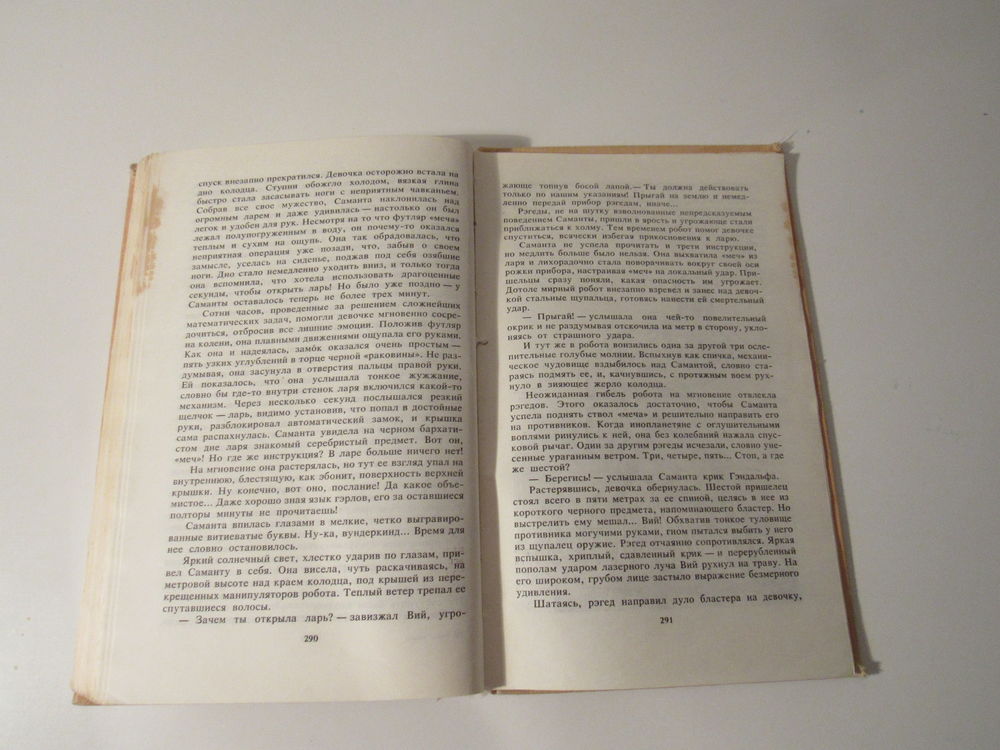 спуск внезапно прекратился. Девочка осторожно встала на
дно колодца. Ступни обожгло холодом, вязкая глина
быстро стала засасывать ноги с неприятным чавканьем.
Собрав все свое мужество, Саманта наклонилась над
огромным ларем и даже удивилась — настолько он был
легок и удобен для рук. Несмотря на то что футляр «меча»
лежал полупогруженным в воду, он почему-то оказался
теплым и сухим на ощупь. Она так обрадовалась, что
неприятная операция уже позади, что, забыв о своем
замысле, уселась на сиденье, поджав под себя озябшие
ноги. Дно стало немедленно уходить вниз, и только тогда
она вспомнила, что хотела использовать драгоценные
секунды, чтобы открыть ларь! Но было уже поздно — у
Саманты оставалось теперь не более трех минут.
Сотни часов, проведенные за решением сложнейших
математических задач, помогли девочке мгновенно сосре-
доточиться, отбросив все лишние эмоции. Положив футляр
на колени, она плавными движениями ощупала его руками.
Как она и надеялась, замок оказался очень простым —
пять узких углублений в торце черной «раковины». Не раз-
думывая, она засунула в отверстия пальцы правой руки.
Ей показалось, что она услышала тонкое жужжание,
словно бы где-то внутри стенок ларя включился какой-то
механизм. Через несколько секунд послышался резкий
щелчок — ларь, видимо установив, что попал в достойные
руки, разблокировал автоматический замок, и крышка
сама распахнулась. Саманта увидела на черном бархати-
стом дне ларя знакомый серебристый предмет. Вот он,
«меч»! Но где же инструкция? В ларе больше ничего нет!
На мгновение она растерялась, но тут ее взгляд упал на
внутреннюю, блестящую, как эбонит, поверхность верхней
крышки. Ну конечно, вот оно, послание! Да какое объе-
мистое... Даже хорошо зная язык гэрлов, его за оставшиеся
полторы минуты не прочитаешь!
Саманта впилась глазами в мелкие, четко выгравиро-
ванные витиеватые буквы. Ну-ка, вундеркинд... Время для
нее словно остановилось.
Яркий солнечный свет, хлестко ударив по глазам, при-
вел Саманту в себя. Она висела, чуть раскачиваясь, на
метровой высоте над краем колодца, под крышей из пере-
крещенных манипуляторов робота. Теплый ветер трепал ее
спутавшиеся волосы.
— Зачем ты открыла ларь? — завизжал Вий, угро-
290
жающе топнув босой лапой.— Ты должна действовать
только по нашим указаниям! Прыгай на землю и немед-
ленно передай прибор рэгедам, иначе...
Рэгеды, не на шутку взволнованные непредсказуемым
поведением Саманты, пришли в ярость и угрожающе стали
приближаться к холму. Тем временем робот помог девочке
спуститься, всячески избегая прикосновения к ларю.
Саманта не успела прочитать и трети инструкции,
но медлить больше было нельзя. Она выхватила «меч» из
ларя и лихорадочно стала поворачивать вокруг своей оси
рожки прибора, настраивая «меч» на локальный удар. При-
шельцы сразу поняли, какая опасность им угрожает.
Дотоле мирный робот внезапно взревел и занес над девоч-
кой стальные щупальца, готовясь нанести ей смертельный
удар.
— Прыгай! — услышала она чей-то повелительный
окрик и не раздумывая отскочила на метр в сторону, укло-
няясь от страшного удара.
И тут же в робота вонзились одна за другой три осле-
пительные голубые молнии. Вспыхнув как спичка, механи-
ческое чудовище вздыбилось над Самантой, словно ста-
раясь подмять ее, и, качнувшись, с протяжным воем рух-
нуло в зияющее жерло колодца.
Неожиданная гибель робота на мгновение отвлекла
рэгедов. Этого оказалось достаточно, чтобы Саманта
успела поднять ствол «меча» и решительно направить его
на противников. Когда инопланетяне с оглушительными
воплями ринулись к ней, она без колебаний нажала спус-
ковой рычаг. Один за другим рэгеды исчезали, словно уне-
сенные ураганным ветром. Три, четыре, пять... Стоп, а где
же шестой?
— Берегись! — услышала Саманта крик Гэндальфа.
Растерявшись, девочка обернулась. Шестой пришелец
стоял всего в пяти метрах за ее спиной, целясь в нее из
короткого черного предмета, напоминающего бластер. Но
выстрелить ему мешал... Вий! Обхватив тонкое туловище
противника могучими руками, гном пытался выбить у него
из щупалец оружие. Рэгед отчаянно сопротивлялся. Яркая
вспышка, хриплый, сдавленный крик — и перерубленный
пополам ударом лазерного луча Вий рухнул на траву. На
его широком, грубом лице застыло выражение безмерного
удивления.
Шатаясь, рэгед направил дуло бластера на девочку,
291